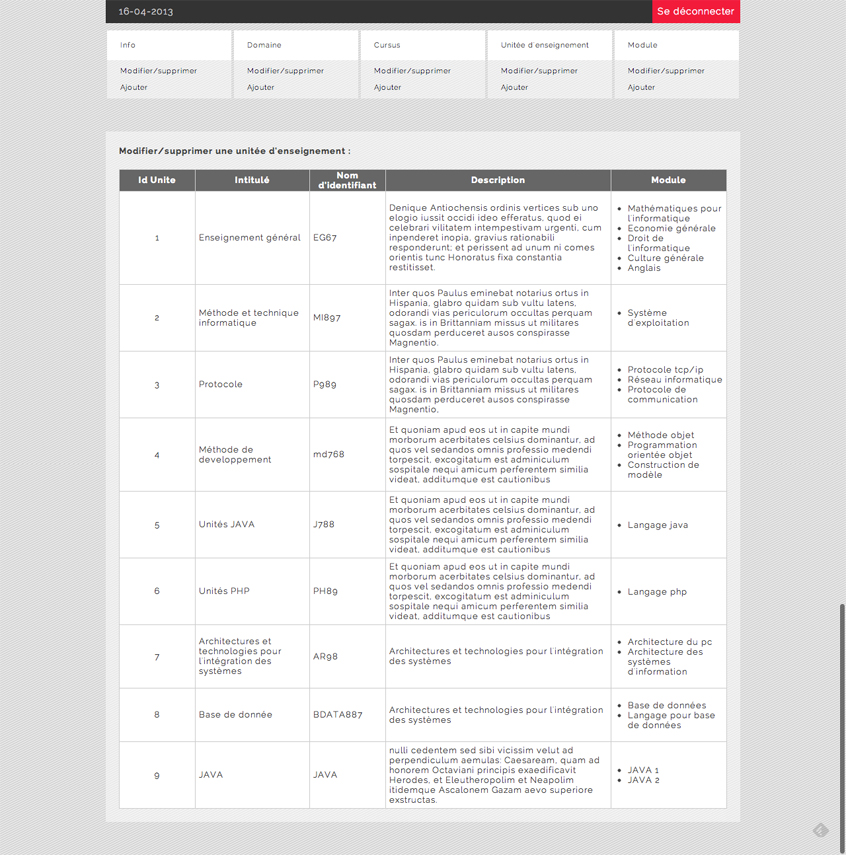 16-04-2013 Se déconnecter
Info Domaine Cursus Unitée d'enseignement Module
Modifier/supprimer Modifier/supprimer Modifier/supprimer Modifier/supprimer Modifier/supprimer
Ajouter Ajouter Ajouter Ajouter Ajouter
Modifier/supprimer une unitée d'enseignement :
Id Unite Intitulé Nom d'identifiant Description Module
1
Enseignement général
EG67
Denique Antiochensis ordinis vertices sub uno
elogio iussit occidi ideo efferatus, quod ei
celebrari vilitatem intempestivam urgenti, cum
inpenderet inopia, gravius rationabili
responderunt; et perissent ad unum ni comes
orientis tunc Honoratus fixa constantia
restitisset.
• Mathématiques pour
l'informatique
• Economie générale
• Droit de
l'informatique
• Culture générale
• Anglais
2
Méthode et technique
informatique
MI897
Inter quos Paulus eminebat notarius ortus in
Hispania, glabro quidam sub vultu latens,
odorandi vias periculorum occultas perquam
sagax. is in Brittanniam missus ut militares
quosdam perduceret ausos conspirasse
Magnentio,
• Système
d'exploitation
3
Protocole
P989
Inter quos Paulus eminebat notarius ortus in
Hispania, glabro quidam sub vultu latens,
odorandi vias periculorum occultas perquam
sagax. is in Brittanniam missus ut militares
quosdam perduceret ausos conspirasse
Magnentio,
• Protocole tcp/ip
• Réseau informatique
• Protocole de
communication
4
Méthode de
developpement
md768
Et quoniam apud eos ut in capite mundi
morborum acerbitates celsius dominantur, ad
quos vel sedandos omnis professio medendi
torpescit, excogitatum est adminiculum
sospitale nequi amicum perferentem similia
videat, additumque est cautionibus
• Méthode objet
• Programmation
orientée objet
• Construction de
modèle
5
Unités JAVA
J788
Et quoniam apud eos ut in capite mundi
morborum acerbitates celsius dominantur, ad
quos vel sedandos omnis professio medendi
torpescit, excogitatum est adminiculum
sospitale nequi amicum perferentem similia
videat, additumque est cautionibus
• Langage java
6
Unités PHP
PH89
Et quoniam apud eos ut in capite mundi
morborum acerbitates celsius dominantur, ad
quos vel sedandos omnis professio medendi
torpescit, excogitatum est adminiculum
sospitale nequi amicum perferentem similia
videat, additumque est cautionibus
• Langage php
7
Architectures et
technologies pour
l'intégration des
systèmes
AR98
Architectures et technologies pour l'intégration
des systèmes
• Architecture du pc
• Architecture des
systèmes
d'information
8
Base de donnée
BDATA887
Architectures et technologies pour l'intégration
des systèmes
• Base de données
• Langage pour base
de données
9
JAVA
JAVA
nulli cedentem sed sibi vicissim velut ad
perpendiculum aemulas: Caesaream, quam ad
honorem Octaviani principis exaedificavit
Herodes, et Eleutheropolim et Neapolim
itidemque Ascalonem Gazam aevo superiore
exstructas.
• JAVA 1
• JAVA 2